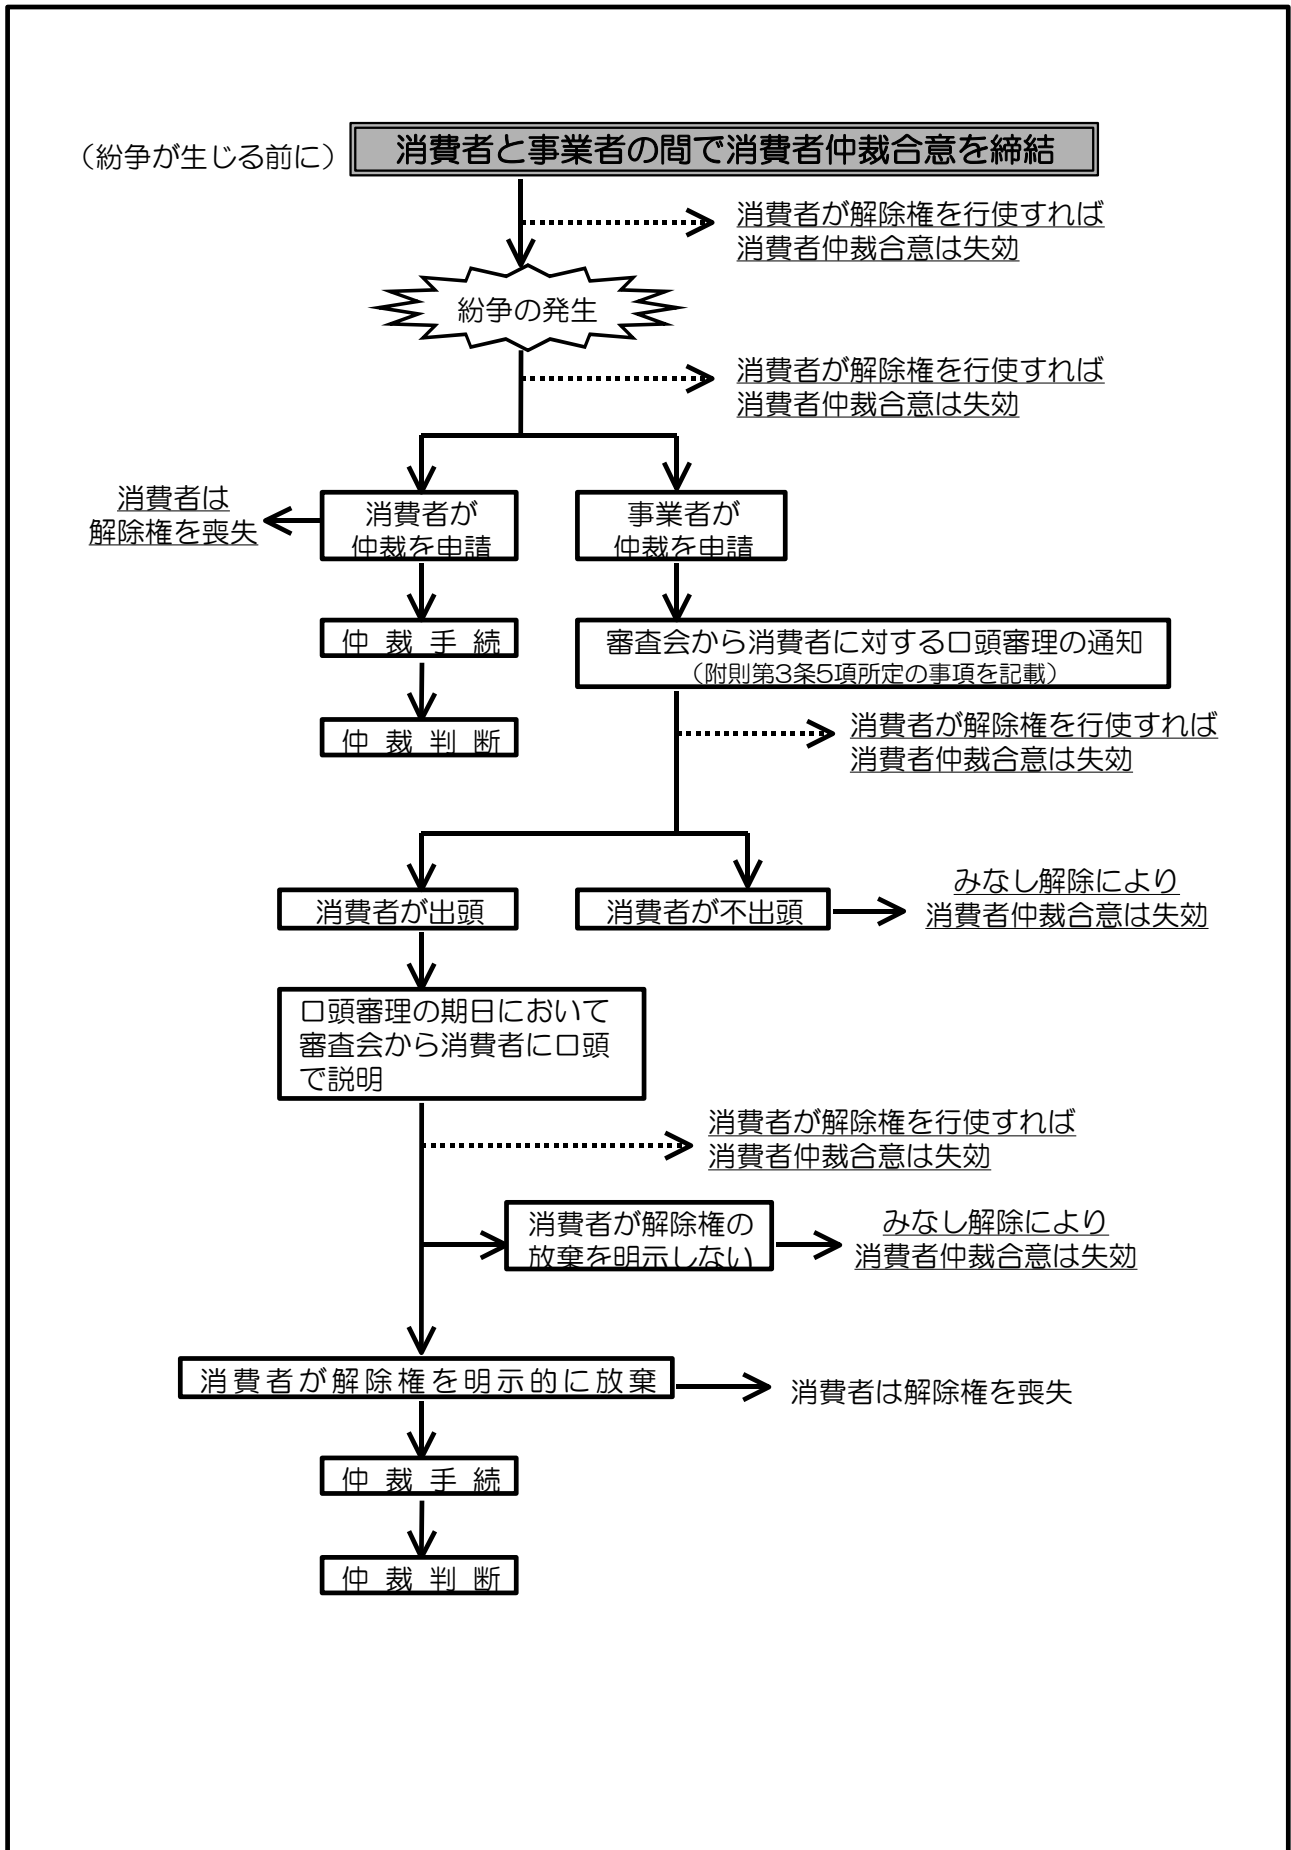 （紛争が生じる前に）
消費者と事業者の間で消費者仲裁合意を締結
消費者が解除権を行使すれば
消費者仲裁合意は失効
紛争の発生
消費者が解除権を行使すれば
消費者仲裁合意は失効
消費者は
解除権を喪失
消費者が
仲裁を申請
事業者が
仲裁を申請
仲裁手続
審査会から消費者に対する口頭審理の通知
（附則第3条5項所定の事項を記載）
仲裁判断
消費者が解除権を行使すれば
消費者仲裁合意は失効
消費者が出頭
消費者が不出頭
みなし解除により
消費者仲裁合意は失効
口頭審理の期日において
審査会から消費者に口頭
で説明
消費者が解除権を行使すれば
消費者仲裁合意は失効
消費者が解除権の
放棄を明示しない
みなし解除により
消費者仲裁合意は失効
消費者が解除権を明示的に放棄
消費者は解除権を喪失
仲裁手続
仲裁判断